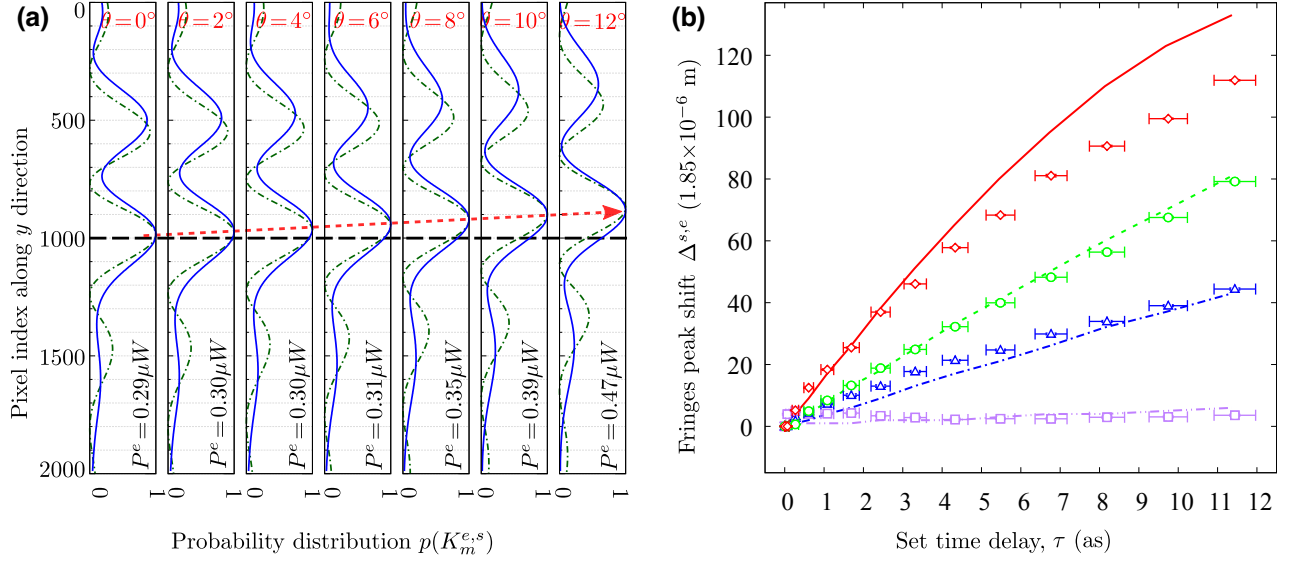 (a)
θ=0° θ=2° θ=4° θ=6° θ=8° θ=10° θ=12°
0
500
1000
1500
2000
Pixel index along y direction
P^e=0.29μW P^e=0.30μW P^e=0.30μW P^e=0.31μW P^e=0.35μW P^e=0.39μW P^e=0.47μW
0 1 0 1 0 1 0 1 0 1 0 1 0 1
Probability distribution p(K_m^{e,s})
(b)
120
100
80
60
40
20
0
Fringes peak shift Δ^{s,e} (1.85×10^{−6} m)
0 1 2 3 4 5 6 7 8 9 10 11 12
Set time delay, τ (as)